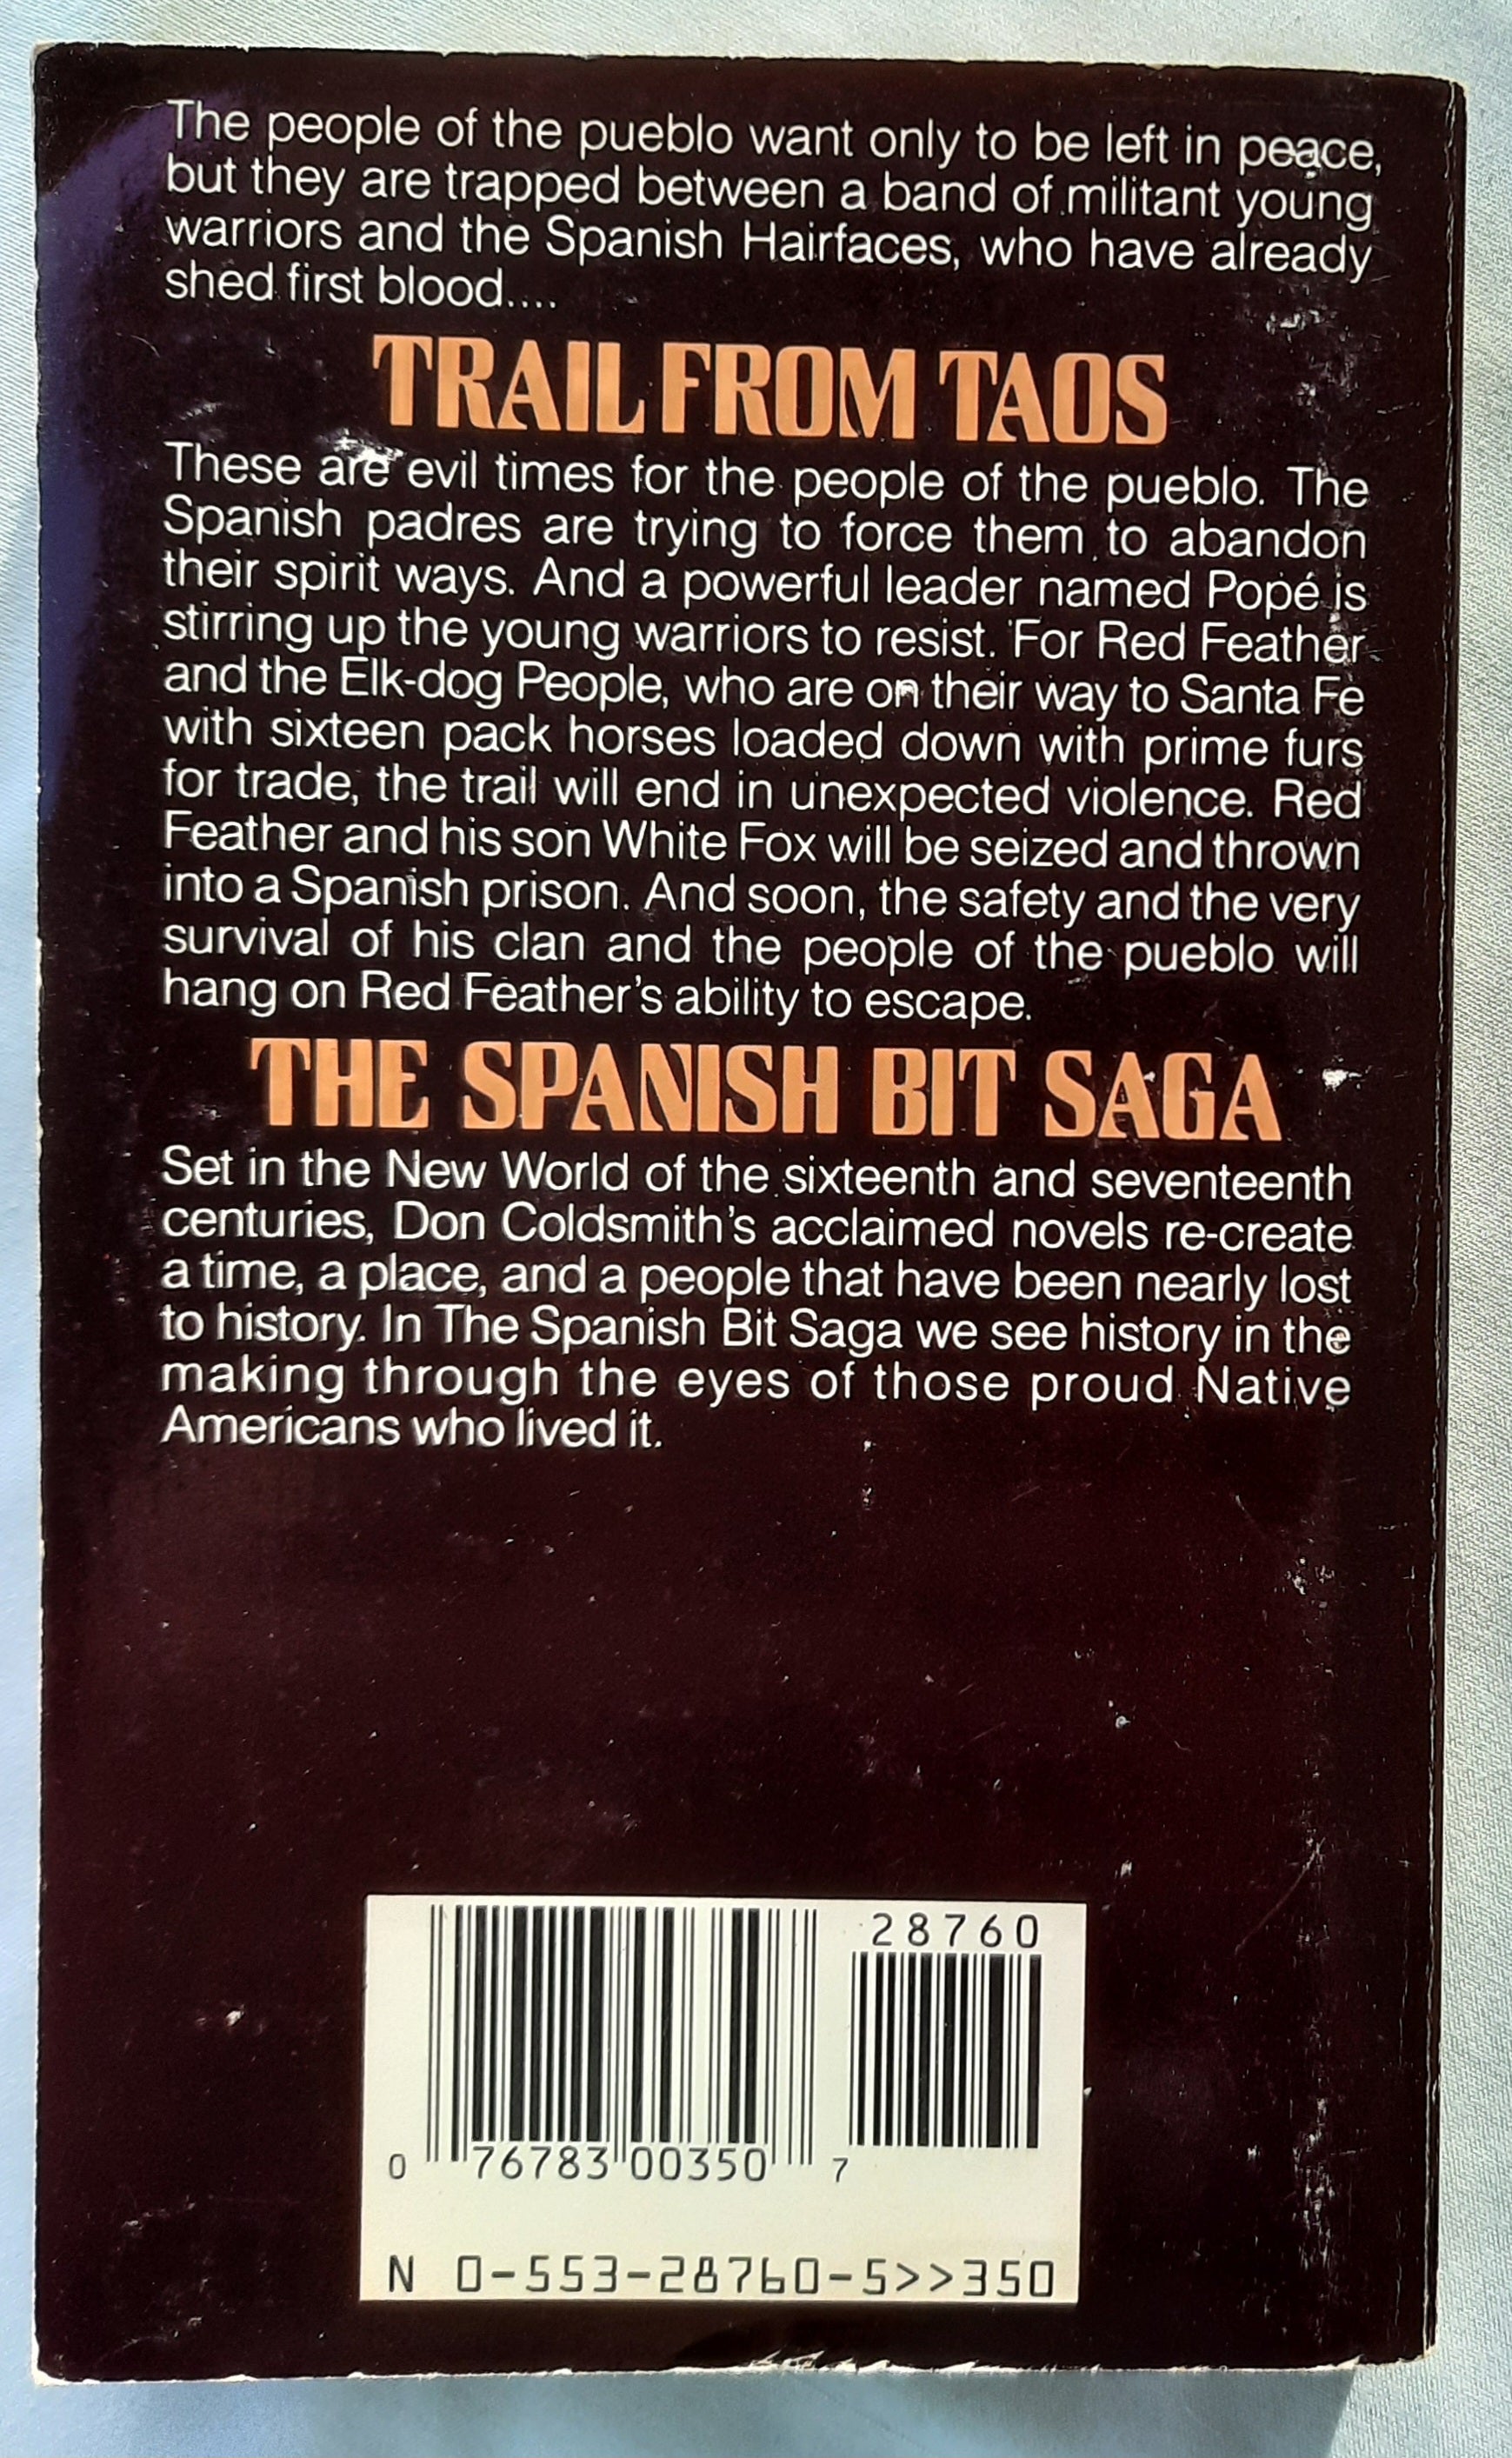 The people of the pueblo want only to be left in peace,
but they are trapped between a band of militant young
warriors and the Spanish Hairfaces, who have already
shed first blood....
TRAIL FROM TAOS
These are evil times for the people of the pueblo. The
Spanish padres are trying to force them to abandon
their spirit ways. And a powerful leader named Popé is
stirring up the young warriors to resist. For Red Feather
and the Elk-dog People, who are on their way to Santa Fe
with sixteen pack horses loaded down with prime furs
for trade, the trail will end in unexpected violence. Red
Feather and his son White Fox will be seized and thrown
into a Spanish prison. And soon, the safety and the very
survival of his clan and the people of the pueblo will
hang on Red Feather's ability to escape.
THE SPANISH BIT SAGA
Set in the New World of the sixteenth and seventeenth
centuries, Don Coldsmith's acclaimed novels re-create
a time, a place, and a people that have been nearly lost
to history. In The Spanish Bit Saga we see history in the
making through the eyes of those proud Native
Americans who lived it.
28760
0 76783 00350 7
N 0-553-28760-5>>350